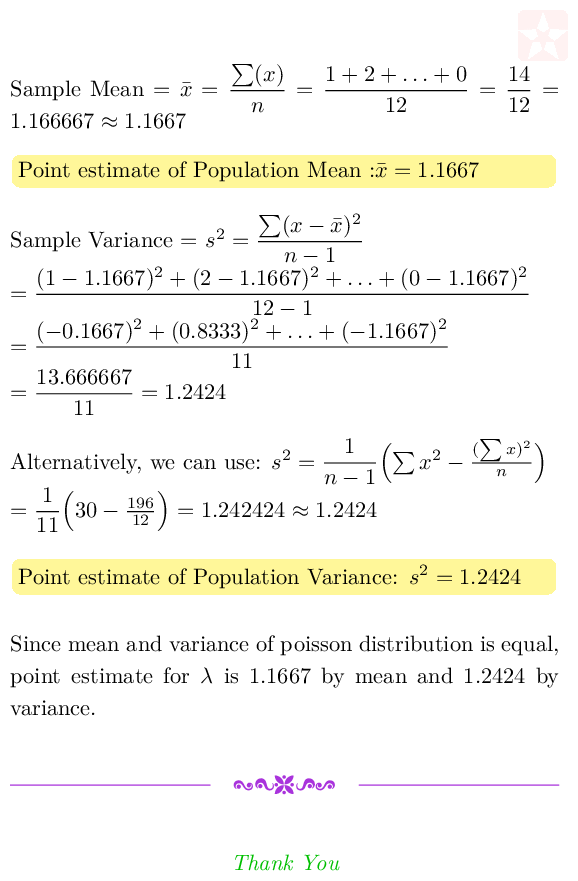 Sample Mean = x̄ = ∑(x)/n = (1 + 2 + … + 0)/12 = 14/12 =
1.166667 ≈ 1.1667
Point estimate of Population Mean :x̄ = 1.1667
Sample Variance = s² = ∑(x − x̄)²/(n − 1)
= ((1 − 1.1667)² + (2 − 1.1667)² + … + (0 − 1.1667)²)/(12 − 1)
= ((−0.1667)² + (0.8333)² + … + (−1.1667)²)/11
= 13.666667/11 = 1.2424
Alternatively, we can use: s² = 1/(n − 1) (∑ x² − (∑ x)²/n)
= 1/11 (30 − 196/12) = 1.242424 ≈ 1.2424
Point estimate of Population Variance: s² = 1.2424
Since mean and variance of poisson distribution is equal,
point estimate for λ is 1.1667 by mean and 1.2424 by
variance.
Thank You